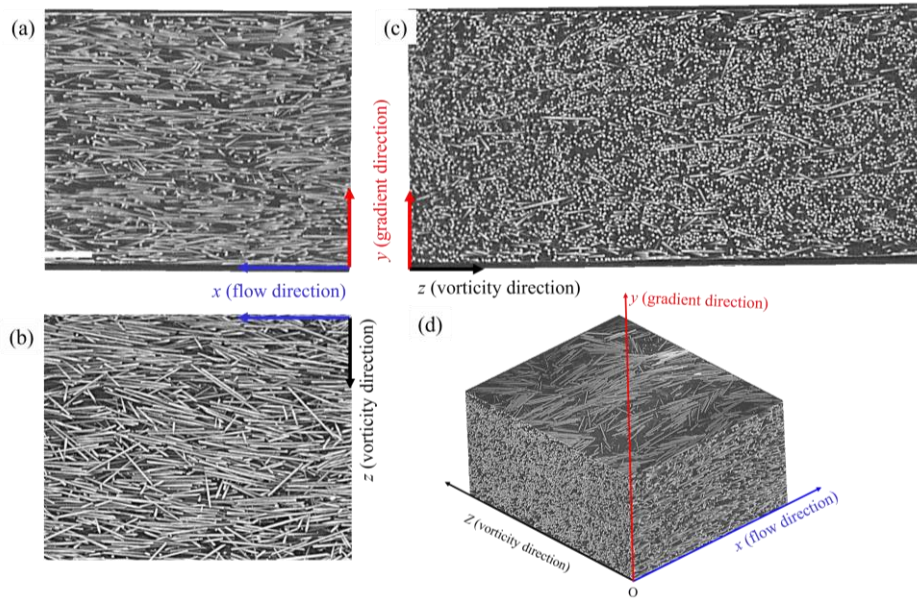 (a)
y (gradient direction)
x (flow direction)
(b)
z (vorticity direction)
(c)
z (vorticity direction)
(d)
y (gradient direction)
Z (vorticity direction)
x (flow direction)
O